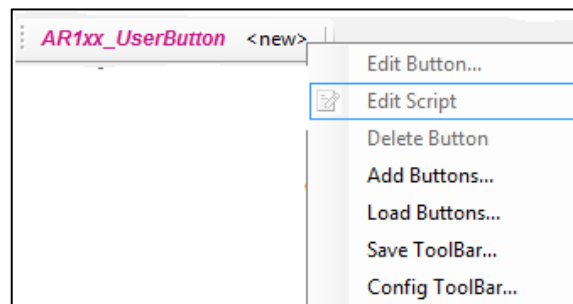 AR1xx_UserButton <new>
Edit Button...
Edit Script
Delete Button
Add Buttons...
Load Buttons...
Save ToolBar...
Config ToolBar...